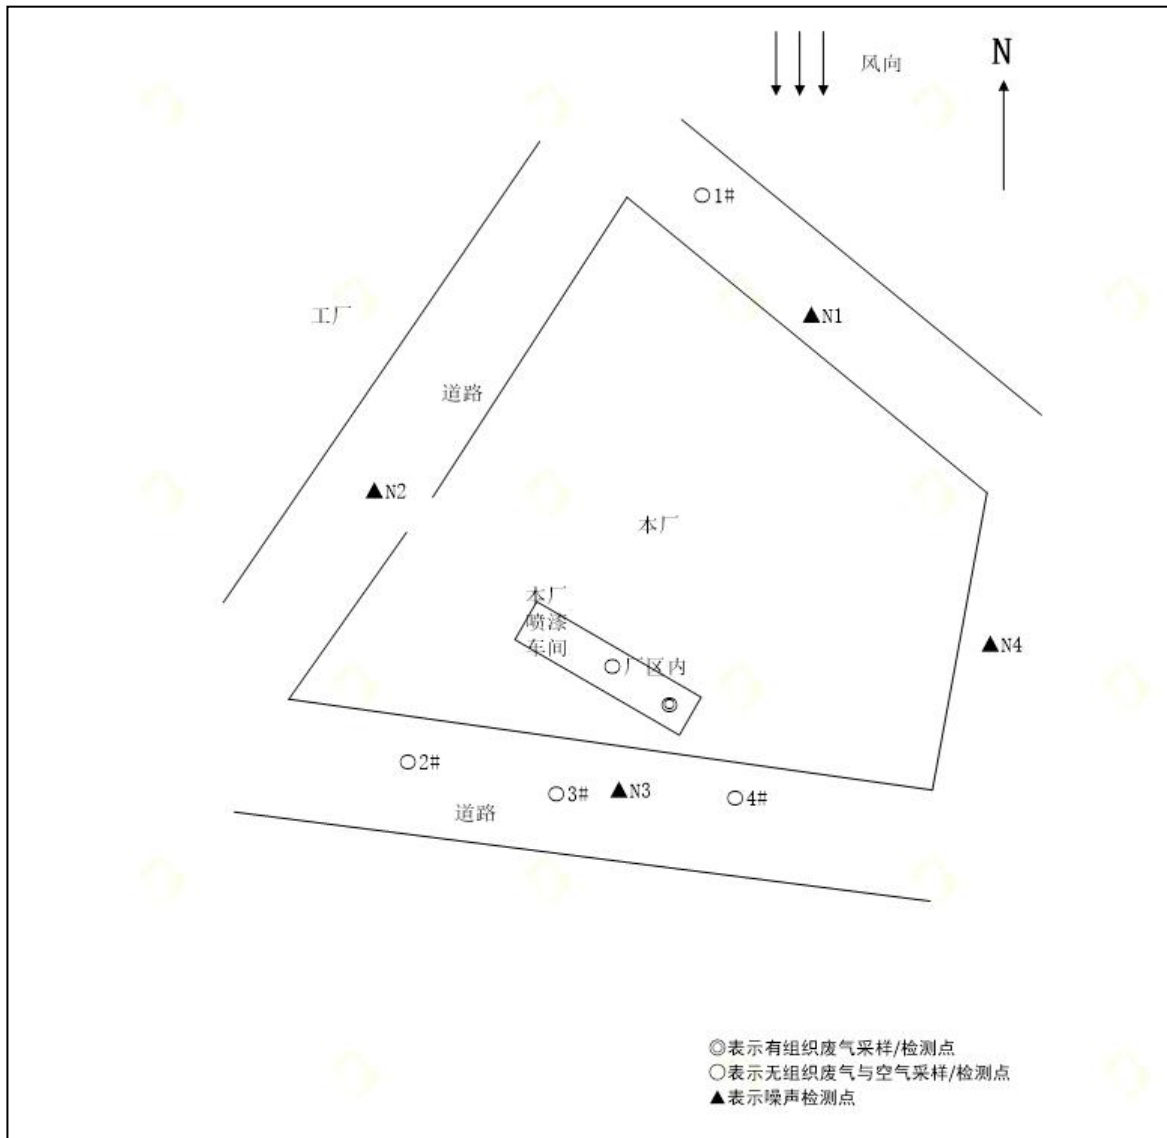 风向
N
○1#
工厂
▲N1
道路
▲N2
本厂
本厂
喷漆
车间
○厂区内
▲N4
◎
○2#
○3#
▲N3
○4#
道路
◎表示有组织废气采样/检测点
○表示无组织废气与空气采样/检测点
▲表示噪声检测点